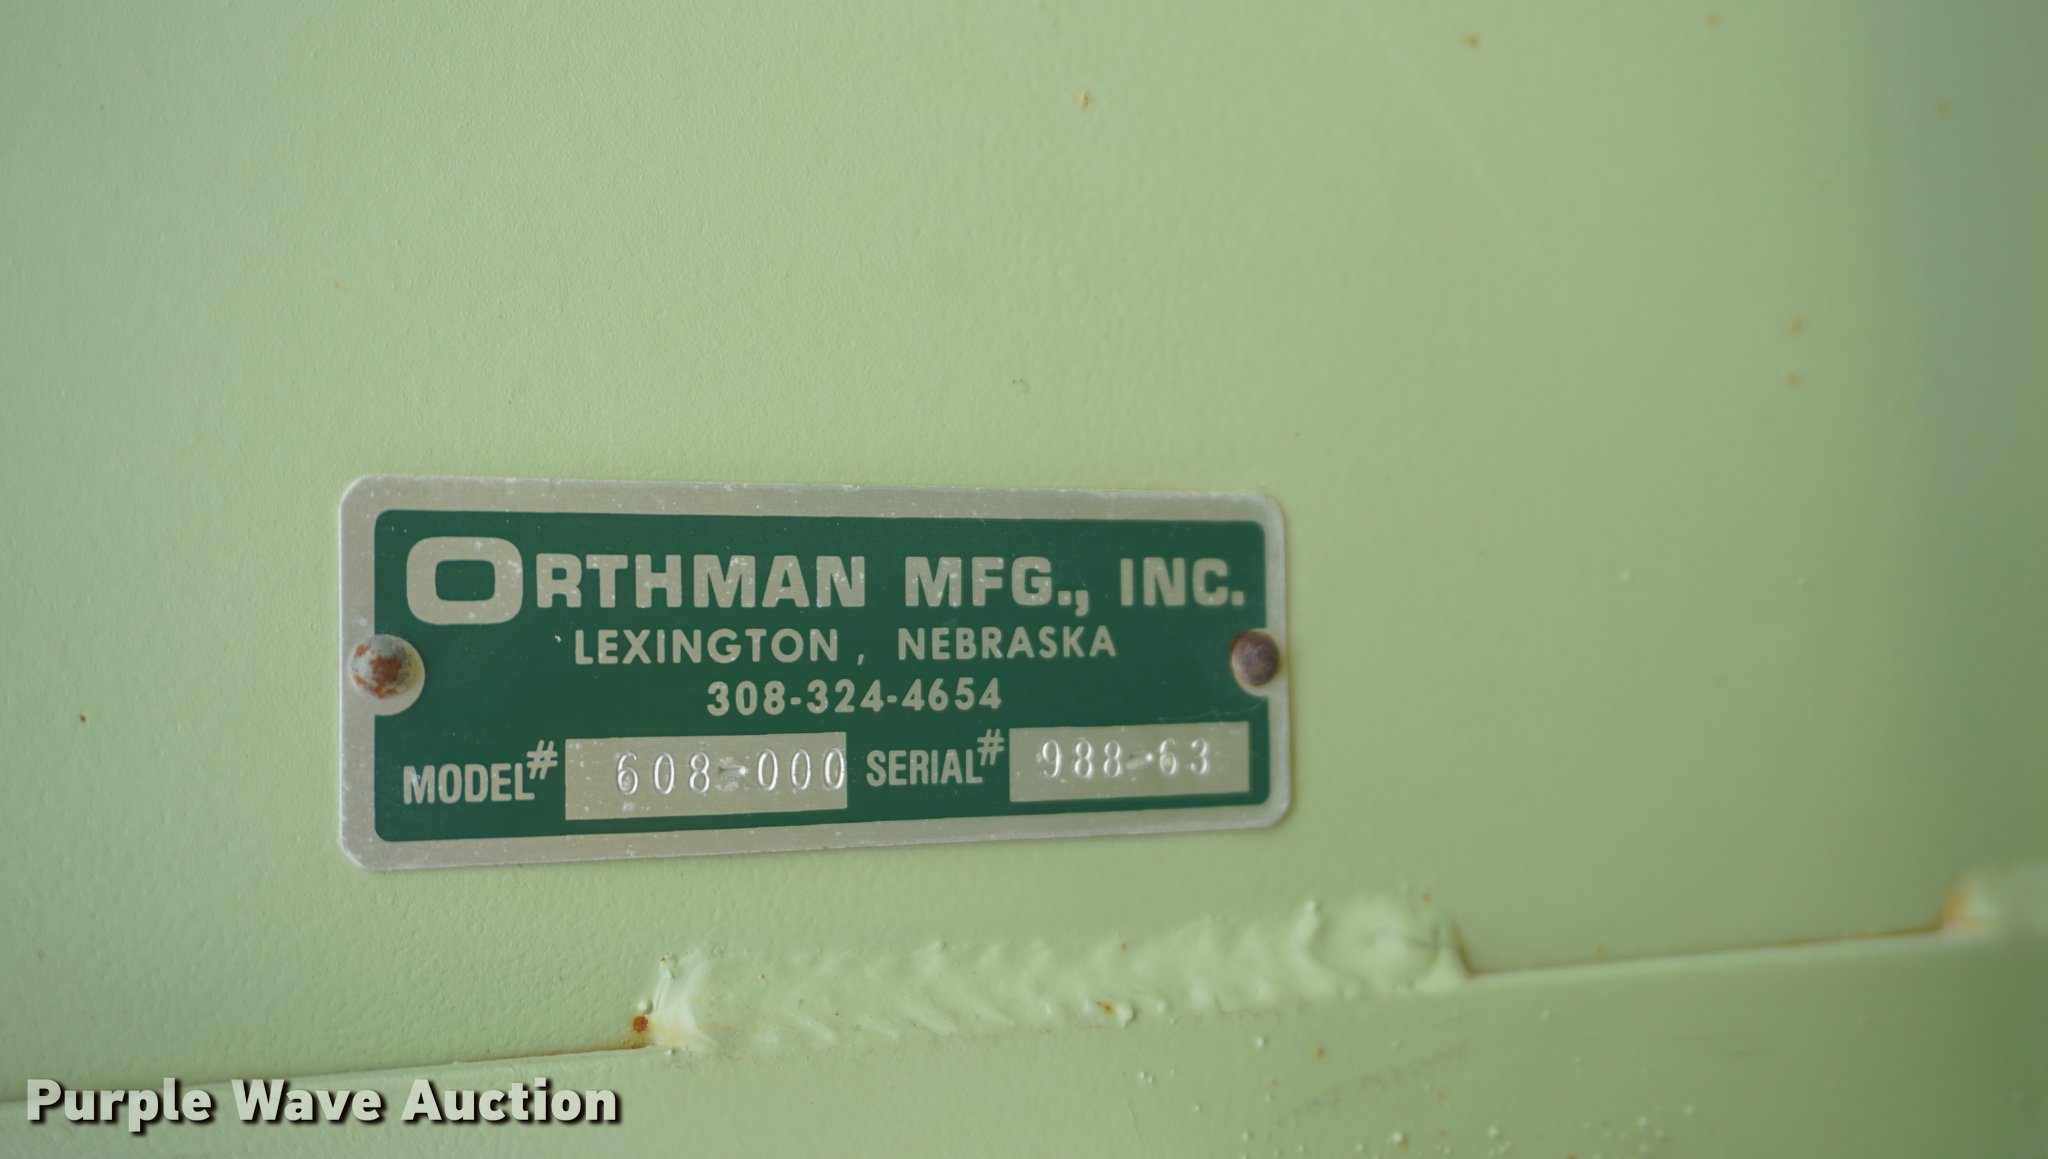 ORTHMAN MFG., INC.
LEXINGTON, NEBRASKA
308-324-4654
MODEL# 608-000 SERIAL# 988-63
Purple Wave Auction